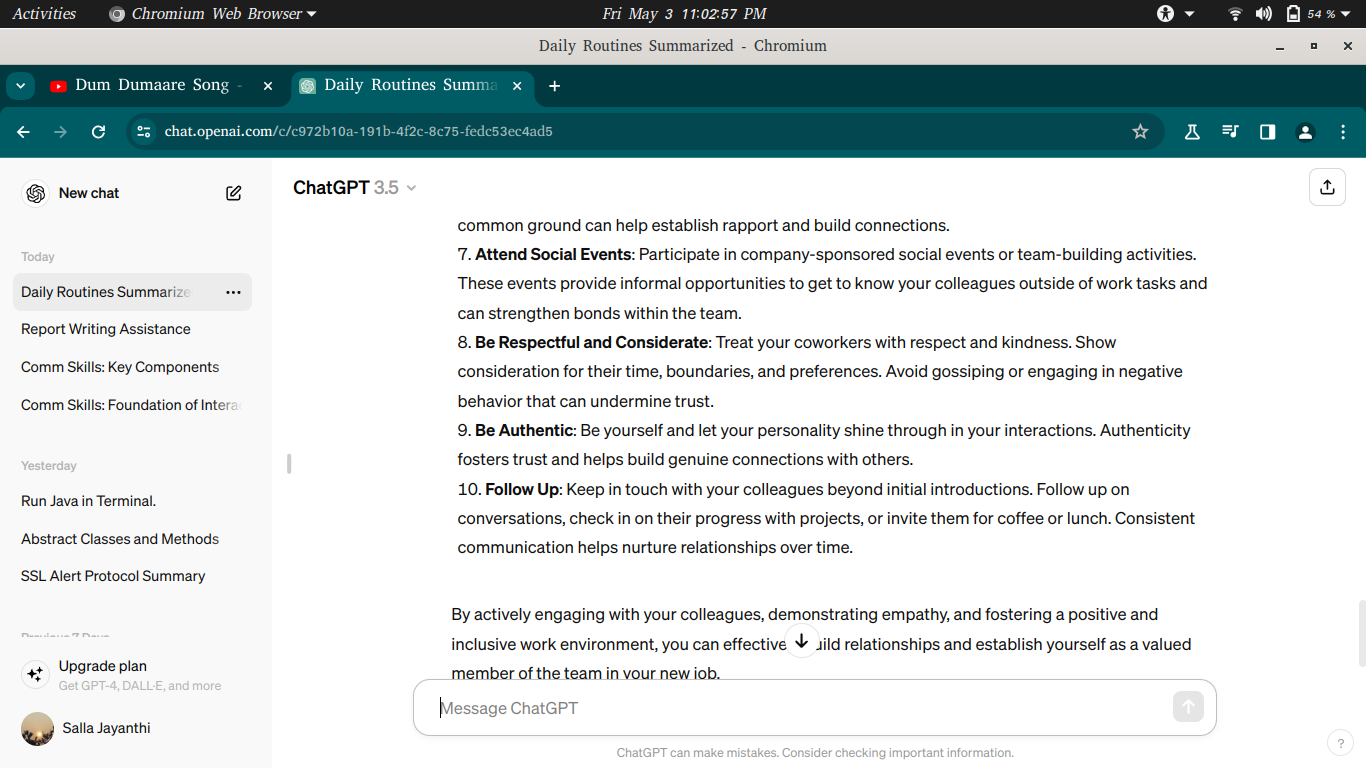 Activities
Chromium Web Browser
Fri May 3 11:02:57 PM
54 %
Daily Routines Summarized - Chromium
Dum Dumaare Song -
Daily Routines Summa
chat.openai.com/c/c972b10a-191b-4f2c-8c75-fedc53ec4ad5
New chat
Today
Daily Routines Summarize
Report Writing Assistance
Comm Skills: Key Components
Comm Skills: Foundation of Intera
Yesterday
Run Java in Terminal.
Abstract Classes and Methods
SSL Alert Protocol Summary
Previous 7 Days
Upgrade plan
Get GPT-4, DALL·E, and more
Salla Jayanthi
ChatGPT 3.5
common ground can help establish rapport and build connections.
7. Attend Social Events: Participate in company-sponsored social events or team-building activities.
These events provide informal opportunities to get to know your colleagues outside of work tasks and
can strengthen bonds within the team.
8. Be Respectful and Considerate: Treat your coworkers with respect and kindness. Show
consideration for their time, boundaries, and preferences. Avoid gossiping or engaging in negative
behavior that can undermine trust.
9. Be Authentic: Be yourself and let your personality shine through in your interactions. Authenticity
fosters trust and helps build genuine connections with others.
10. Follow Up: Keep in touch with your colleagues beyond initial introductions. Follow up on
conversations, check in on their progress with projects, or invite them for coffee or lunch. Consistent
communication helps nurture relationships over time.
By actively engaging with your colleagues, demonstrating empathy, and fostering a positive and
inclusive work environment, you can effective uild relationships and establish yourself as a valued
member of the team in your new job.
Message ChatGPT
ChatGPT can make mistakes. Consider checking important information.
?